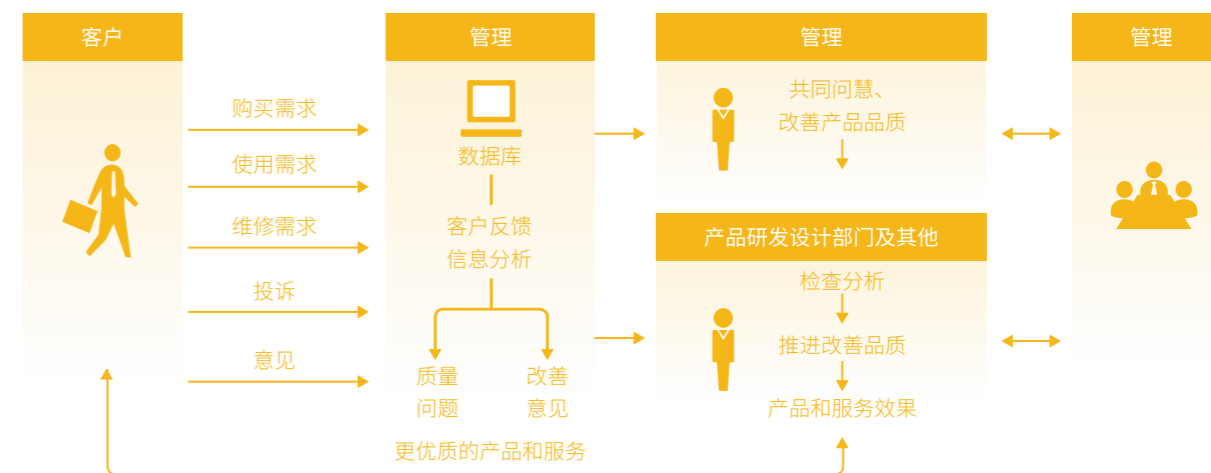 客户
购买需求
使用需求
维修需求
投诉
意见
管理
数据库
客户反馈
信息分析
质量
问题
改善
意见
更优质的产品和服务
管理
共同问慧、
改善产品品质
产品研发设计部门及其他
检查分析
推进改善品质
产品和服务效果
管理